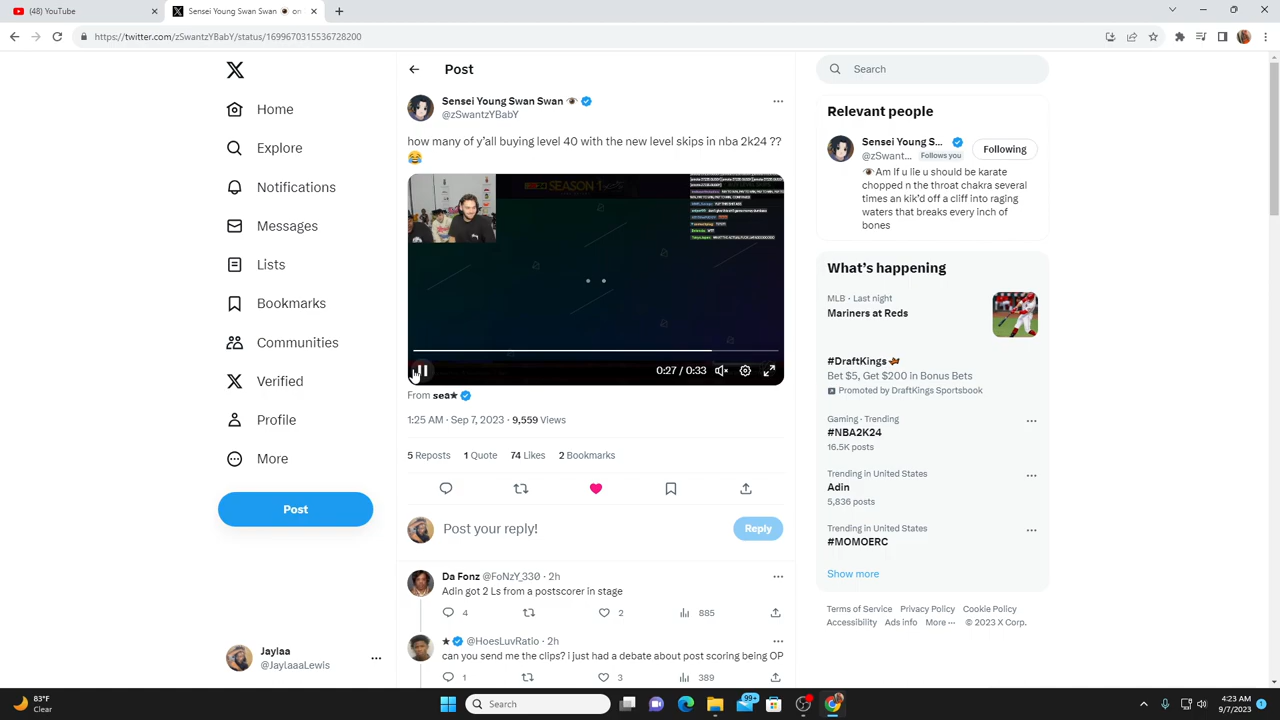 (48) YouTube
Sensei Young Swan Swan 👁 on
https://twitter.com/zSwantzYBabY/status/1699670315536728200
Home
Explore
Notifications
Messages
Lists
Bookmarks
Communities
Verified
Profile
More
Post
Jaylaa
@JaylaaaLewis
Post
Sensei Young Swan Swan 👁
@zSwantzYBabY
how many of y'all buying level 40 with the new level skips in nba 2k24 ??
😂
SEASON 1
0:27 / 0:33
From sea★
1:25 AM · Sep 7, 2023 · 9,559 Views
5 Reposts 1 Quote 74 Likes 2 Bookmarks
Post your reply!
Reply
Da Fonz @FoNzY_330 · 2h
Adin got 2 Ls from a postscorer in stage
4 2 885
★ @HoesLuvRatio · 2h
can you send me the clips? i just had a debate about post scoring being OP
1 3 389
Search
Relevant people
Sensei Young S...
@zSwant... Follows you
Following
👁Am If u lie u should be karate
chopped n the throat chakra several
times an kik'd off a cliff into raging
waters that breaks every inch of
bones
What's happening
MLB · Last night
Mariners at Reds
#DraftKings
Bet $5, Get $200 in Bonus Bets
Promoted by DraftKings Sportsbook
Gaming · Trending
#NBA2K24
16.5K posts
Trending in United States
Adin
5,836 posts
Trending in United States
#MOMOERC
Show more
Terms of Service Privacy Policy Cookie Policy
Accessibility Ads info More ··· © 2023 X Corp.
83°F
Clear
Search
99+
4:23 AM
9/7/2023
1